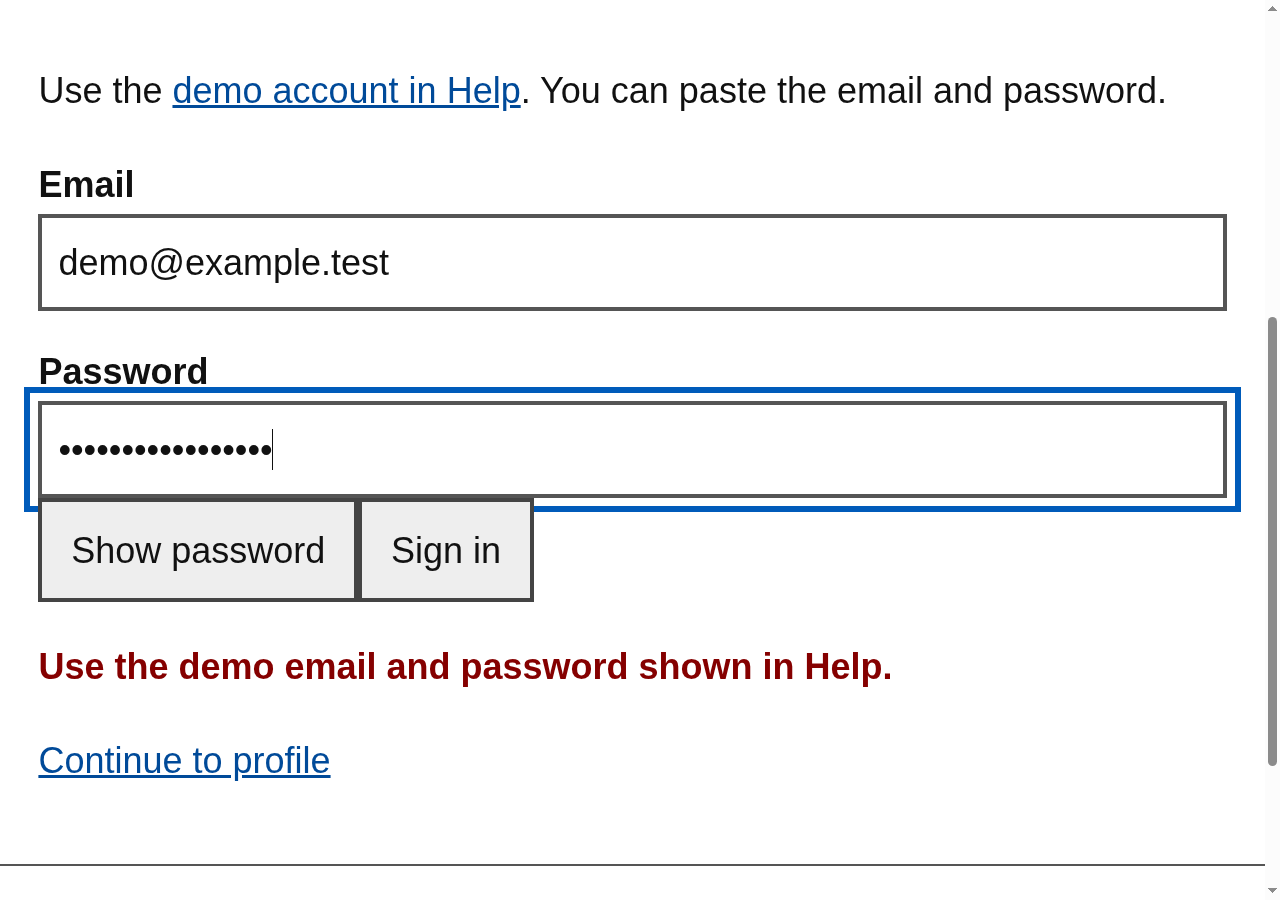 Use the demo account in Help. You can paste the email and password.
Email
demo@example.test
Password
•••••••••••••••••
Show password
Sign in
Use the demo email and password shown in Help.
Continue to profile